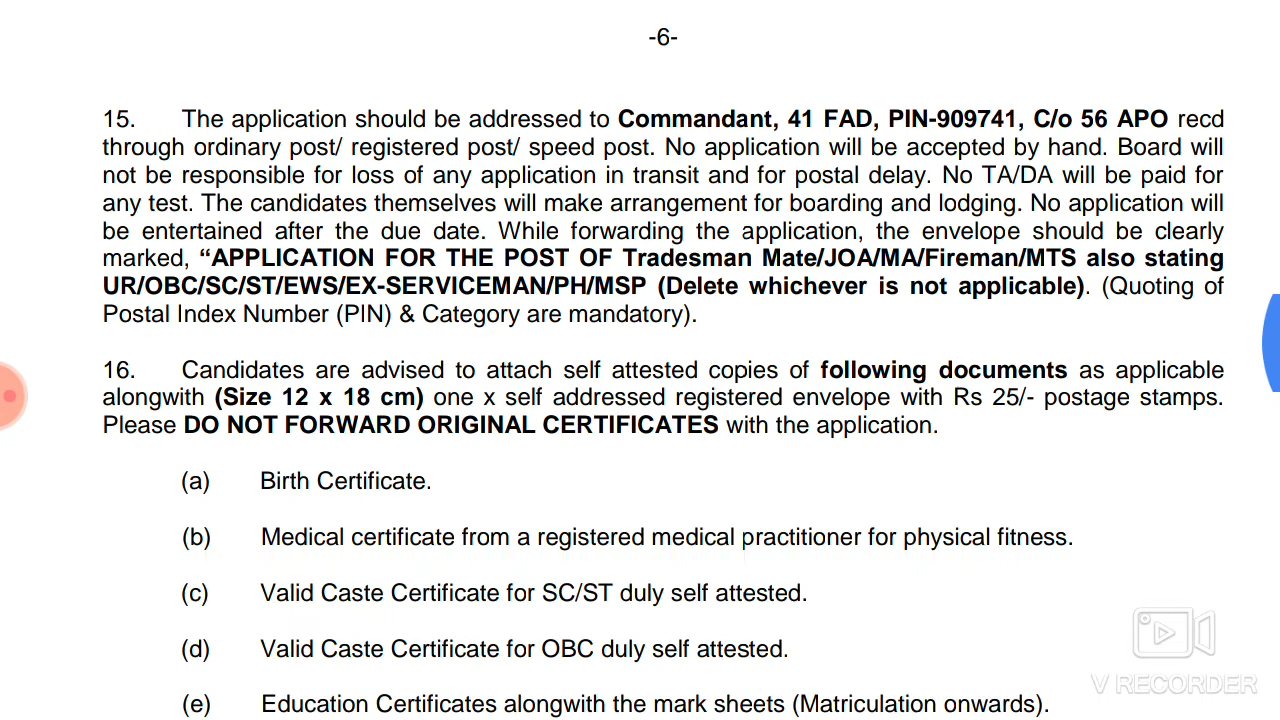 -6-
15. The application should be addressed to Commandant, 41 FAD, PIN-909741, C/o 56 APO recd
through ordinary post/ registered post/ speed post. No application will be accepted by hand. Board will
not be responsible for loss of any application in transit and for postal delay. No TA/DA will be paid for
any test. The candidates themselves will make arrangement for boarding and lodging. No application will
be entertained after the due date. While forwarding the application, the envelope should be clearly
marked, “APPLICATION FOR THE POST OF Tradesman Mate/JOA/MA/Fireman/MTS also stating
UR/OBC/SC/ST/EWS/EX-SERVICEMAN/PH/MSP (Delete whichever is not applicable). (Quoting of
Postal Index Number (PIN) & Category are mandatory).
16. Candidates are advised to attach self attested copies of following documents as applicable
alongwith (Size 12 x 18 cm) one x self addressed registered envelope with Rs 25/- postage stamps.
Please DO NOT FORWARD ORIGINAL CERTIFICATES with the application.
(a) Birth Certificate.
(b) Medical certificate from a registered medical practitioner for physical fitness.
(c) Valid Caste Certificate for SC/ST duly self attested.
(d) Valid Caste Certificate for OBC duly self attested.
(e) Education Certificates alongwith the mark sheets (Matriculation onwards).
V RECORDER